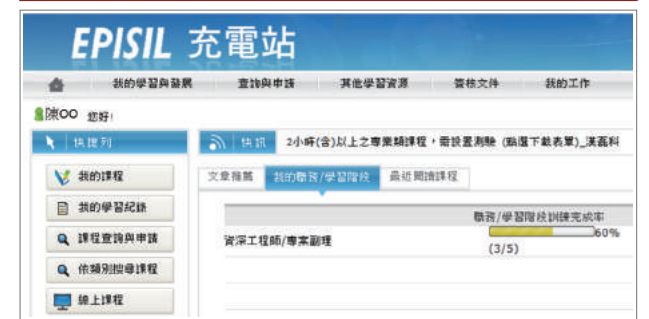 EPISIL 充電站
我的學習與發展 查詢與申請 其他學習資源 簽核文件 我的工作
陳OO 您好!
快捷列
快訊 2小時(含)以上之專業類課程，需設置測驗 (點選下載表單)_漢磊科
我的課程
我的學習紀錄
課程查詢與申請
依類別搜尋課程
線上課程
文章推薦 我的職務/學習階段 最近閱讀課程
職務/學習階段訓練完成率
資深工程師/專案副理 60%
(3/5)